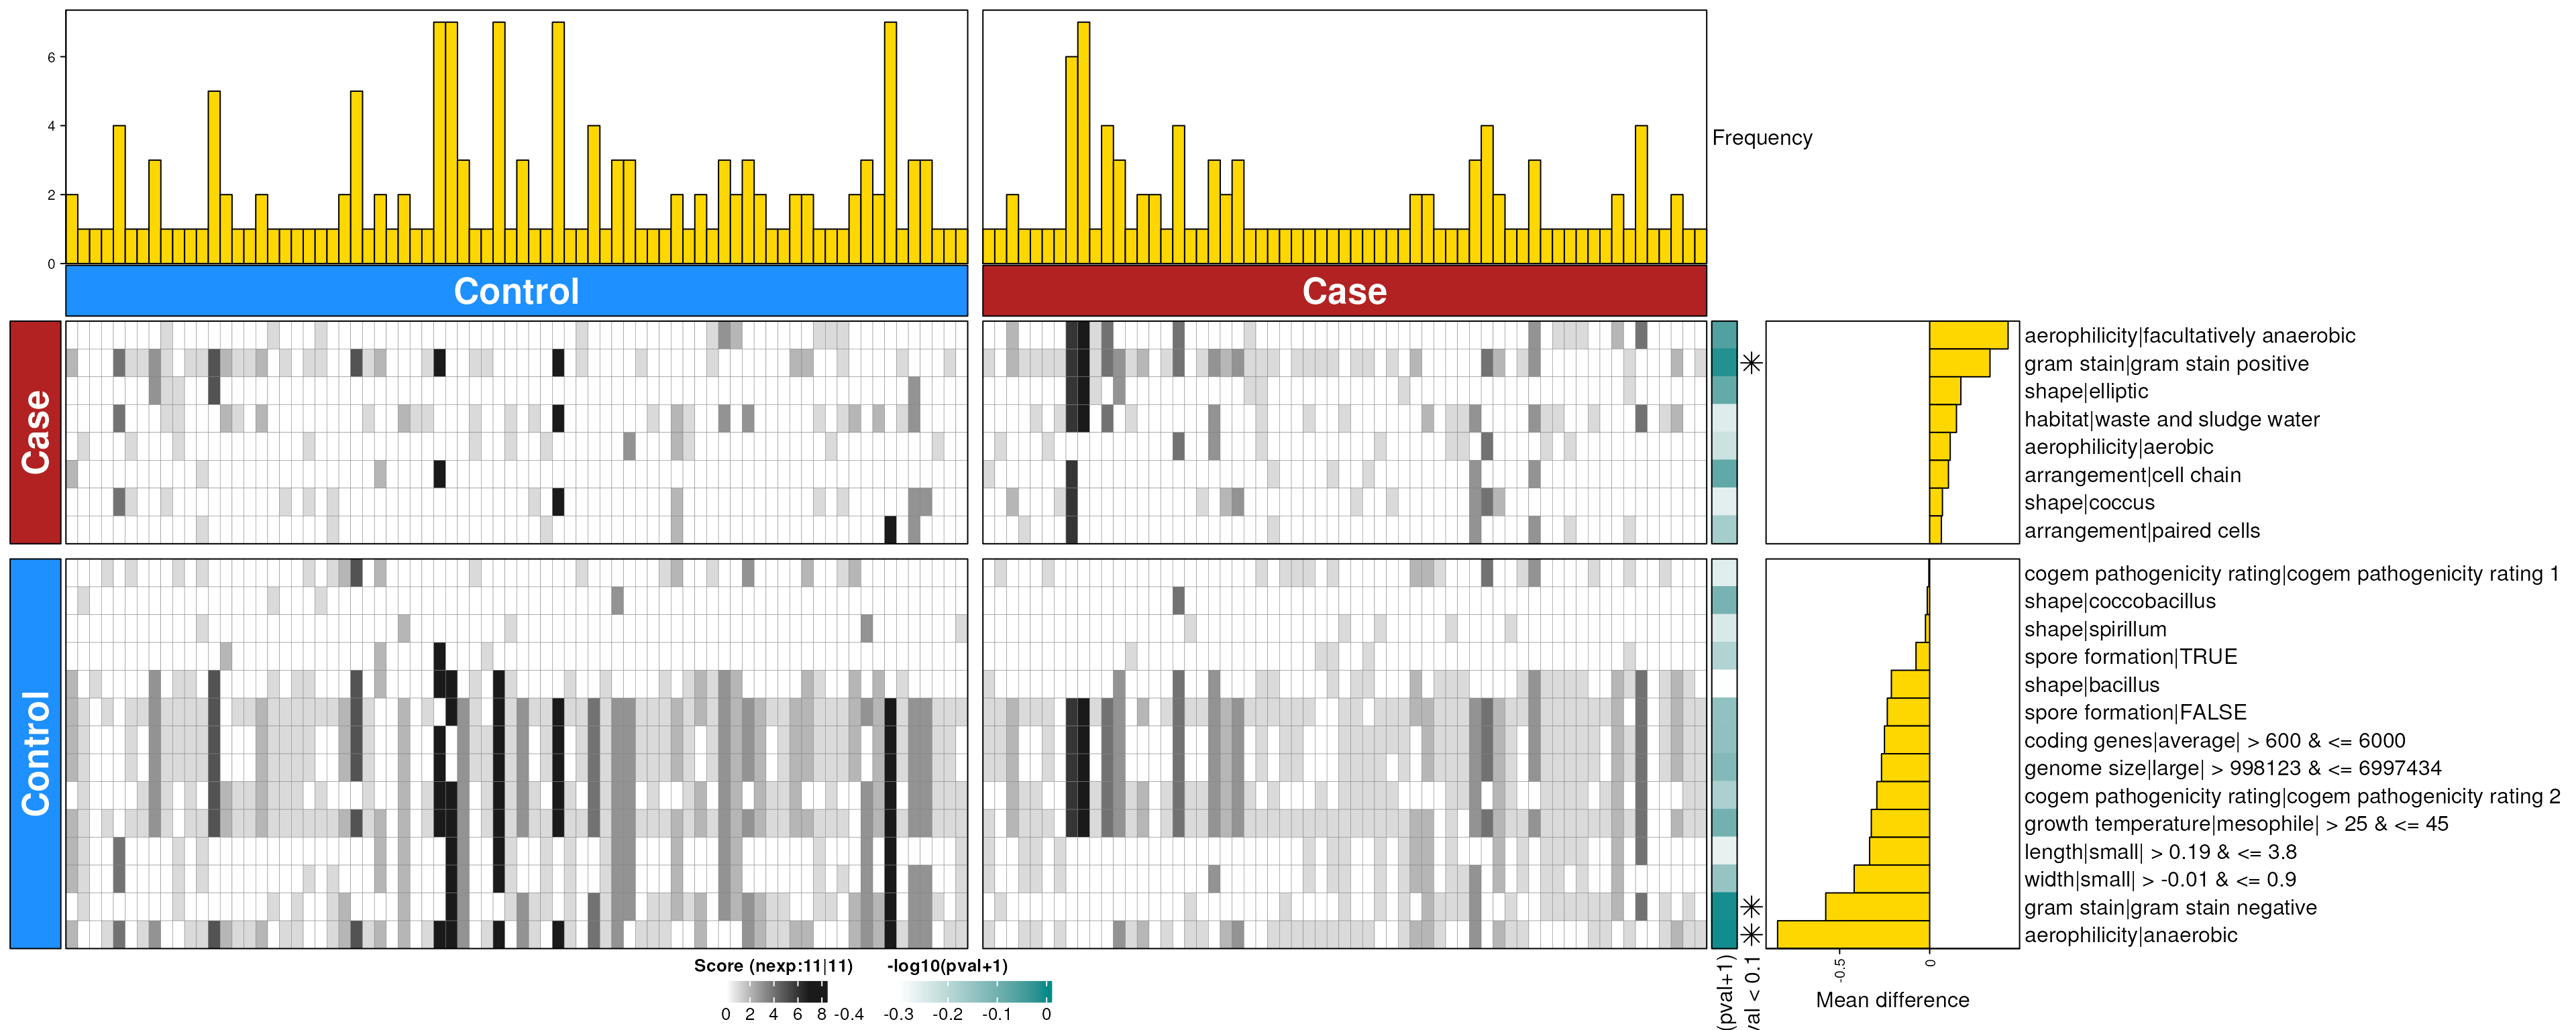 6
4
2
0
Frequency
Control
Case
Case
aerophilicity|facultatively anaerobic
gram stain|gram stain positive
shape|elliptic
habitat|waste and sludge water
aerophilicity|aerobic
arrangement|cell chain
shape|coccus
arrangement|paired cells
Control
cogem pathogenicity rating|cogem pathogenicity rating 1
shape|coccobacillus
shape|spirillum
spore formation|TRUE
shape|bacillus
spore formation|FALSE
coding genes|average| > 600 & <= 6000
genome size|large| > 998123 & <= 6997434
cogem pathogenicity rating|cogem pathogenicity rating 2
growth temperature|mesophile| > 25 & <= 45
length|small| > 0.19 & <= 3.8
width|small| > -0.01 & <= 0.9
gram stain|gram stain negative
aerophilicity|anaerobic
(pval+1)
val < 0.1
-0.5
0
Mean difference
Score (nexp:11|11)
0 2 4 6 8
-log10(pval+1)
-0.4 -0.3 -0.2 -0.1 0